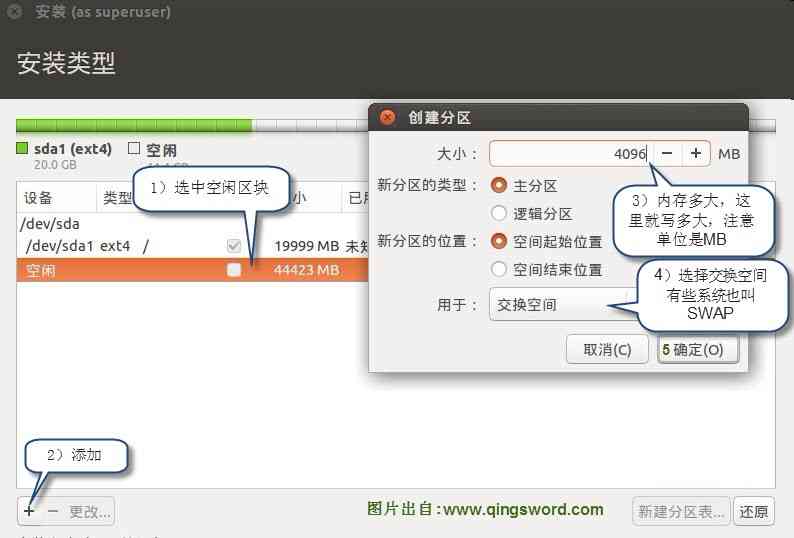 安装 (as superuser)
安装类型
sda1 (ext4) 空闲
20.0 GB
设备 类型 小 已
/dev/sda
/dev/sda1 ext4 / 19999 MB 未知
空闲 44423 MB
1）选中空闲区块
2）添加
+ − 更改...
创建分区
大小： 4096 − + MB
新分区的类型： 主分区
逻辑分区
新分区的位置： 空间起始位置
空间结束位置
用于： 交换空间
取消(C) 5 确定(O)
3）内存多大，这
里就写多大，注意
单位是MB
4）选择交换空间
有些系统也叫
SWAP
图片出自:www.qingsword.com
新建分区表... 还原